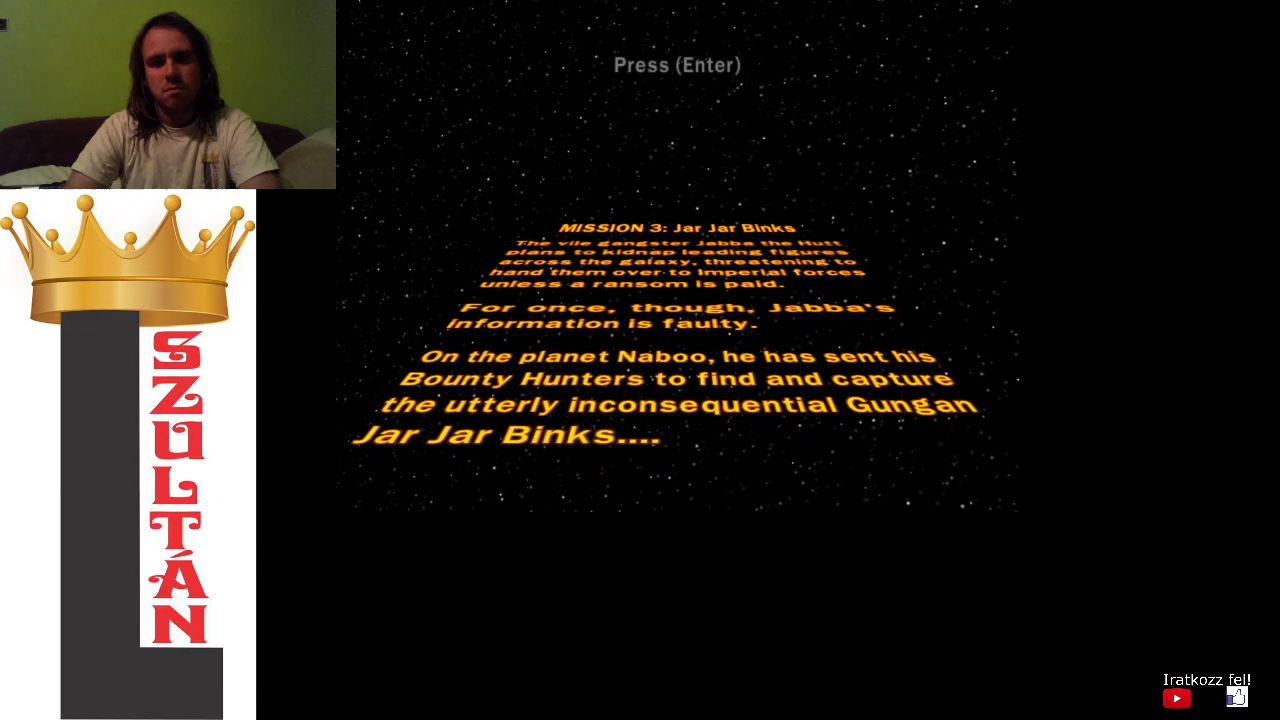 Press (Enter)
MISSION 3: Jar Jar Binks
The vile gangster Jabba the Hutt
plans to kidnap leading figures
across the galaxy, threatening to
hand them over to Imperial forces
unless a ransom is paid.
For once, though, Jabba's
information is faulty.
On the planet Naboo, he has sent his
Bounty Hunters to find and capture
the utterly inconsequential Gungan
Jar Jar Binks....
L
SZULTÁN
Iratkozz fel!